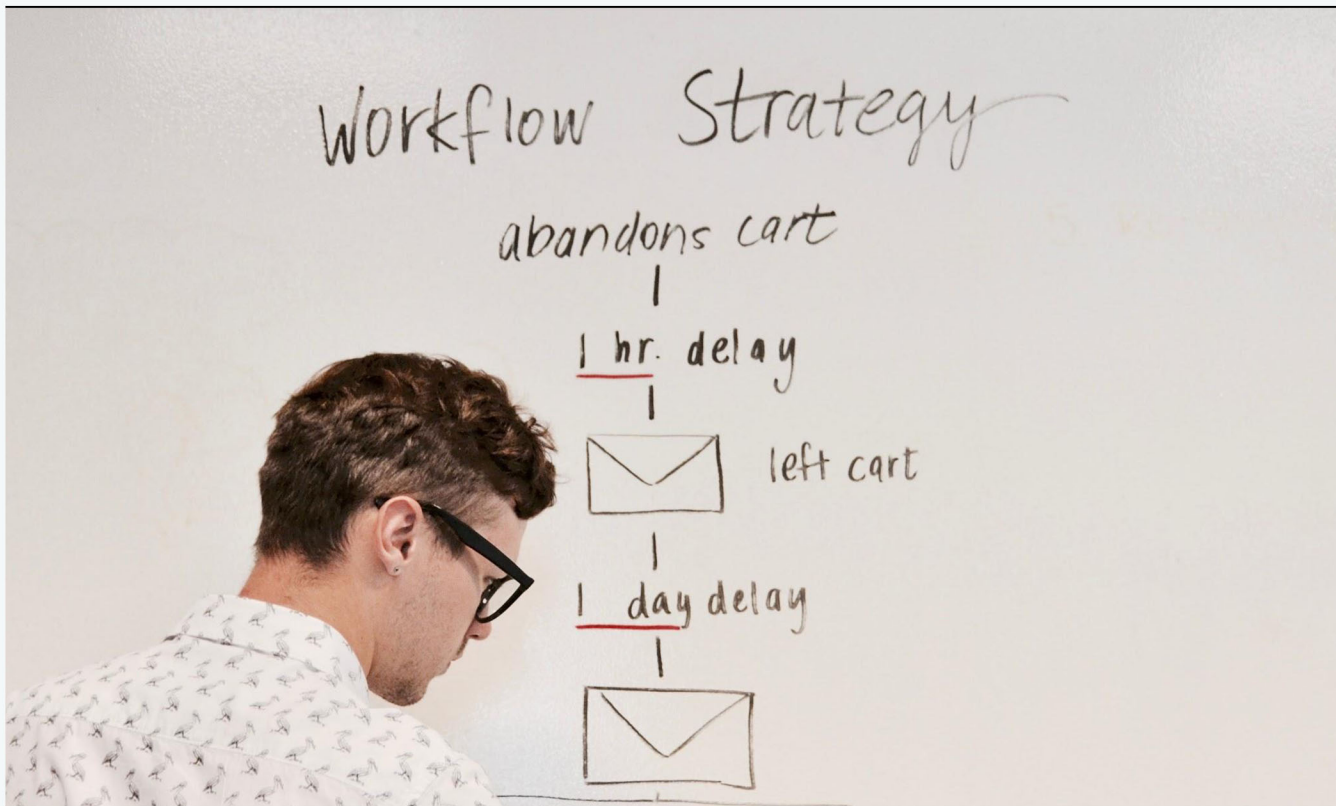 Workflow Strategy
abandons cart
1 hr. delay
left cart
1 day delay